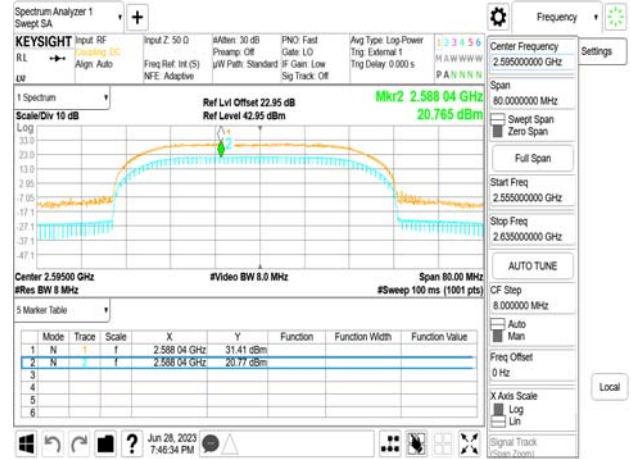 Spectrum Analyzer 1
Swept SA
+
Frequency
KEYSIGHT
RL
Input: RF
Coupling: DC
Align: Auto
Input Z: 50 Ω
Freq Ref: Int (S)
NFE: Adaptive
#Atten: 30 dB
Preamp: Off
µW Path: Standard
PNO: Fast
Gate: LO
IF Gain: Low
Sig Track: Off
Avg Type: Log-Power
Trig: External 1
Trig Delay: 0.000 s
1 2 3 4 5 6
M A W W W W
P A N N N N
1 Spectrum
Scale/Div 10 dB
Ref Lvl Offset 22.95 dB
Ref Level 42.95 dBm
Mkr2 2.588 04 GHz
20.765 dBm
Log
33.0
23.0
13.0
2.95
-7.05
-17.1
-27.1
-37.1
-47.1
1
2
Center 2.59500 GHz
#Res BW 8 MHz
#Video BW 8.0 MHz
Span 80.00 MHz
#Sweep 100 ms (1001 pts)
5 Marker Table
Mode Trace Scale X Y Function Function Width Function Value
1 N 1 f 2.588 04 GHz 31.41 dBm
2 N 2 f 2.588 04 GHz 20.77 dBm
3
4
5
6
Jun 28, 2023
7:46:34 PM
Center Frequency
2.595000000 GHz
Settings
Span
80.0000000 MHz
Swept Span
Zero Span
Full Span
Start Freq
2.555000000 GHz
Stop Freq
2.635000000 GHz
AUTO TUNE
CF Step
8.000000 MHz
Auto
Man
Freq Offset
0 Hz
X Axis Scale
Log
Lin
Local
Signal Track
(Span Zoom)